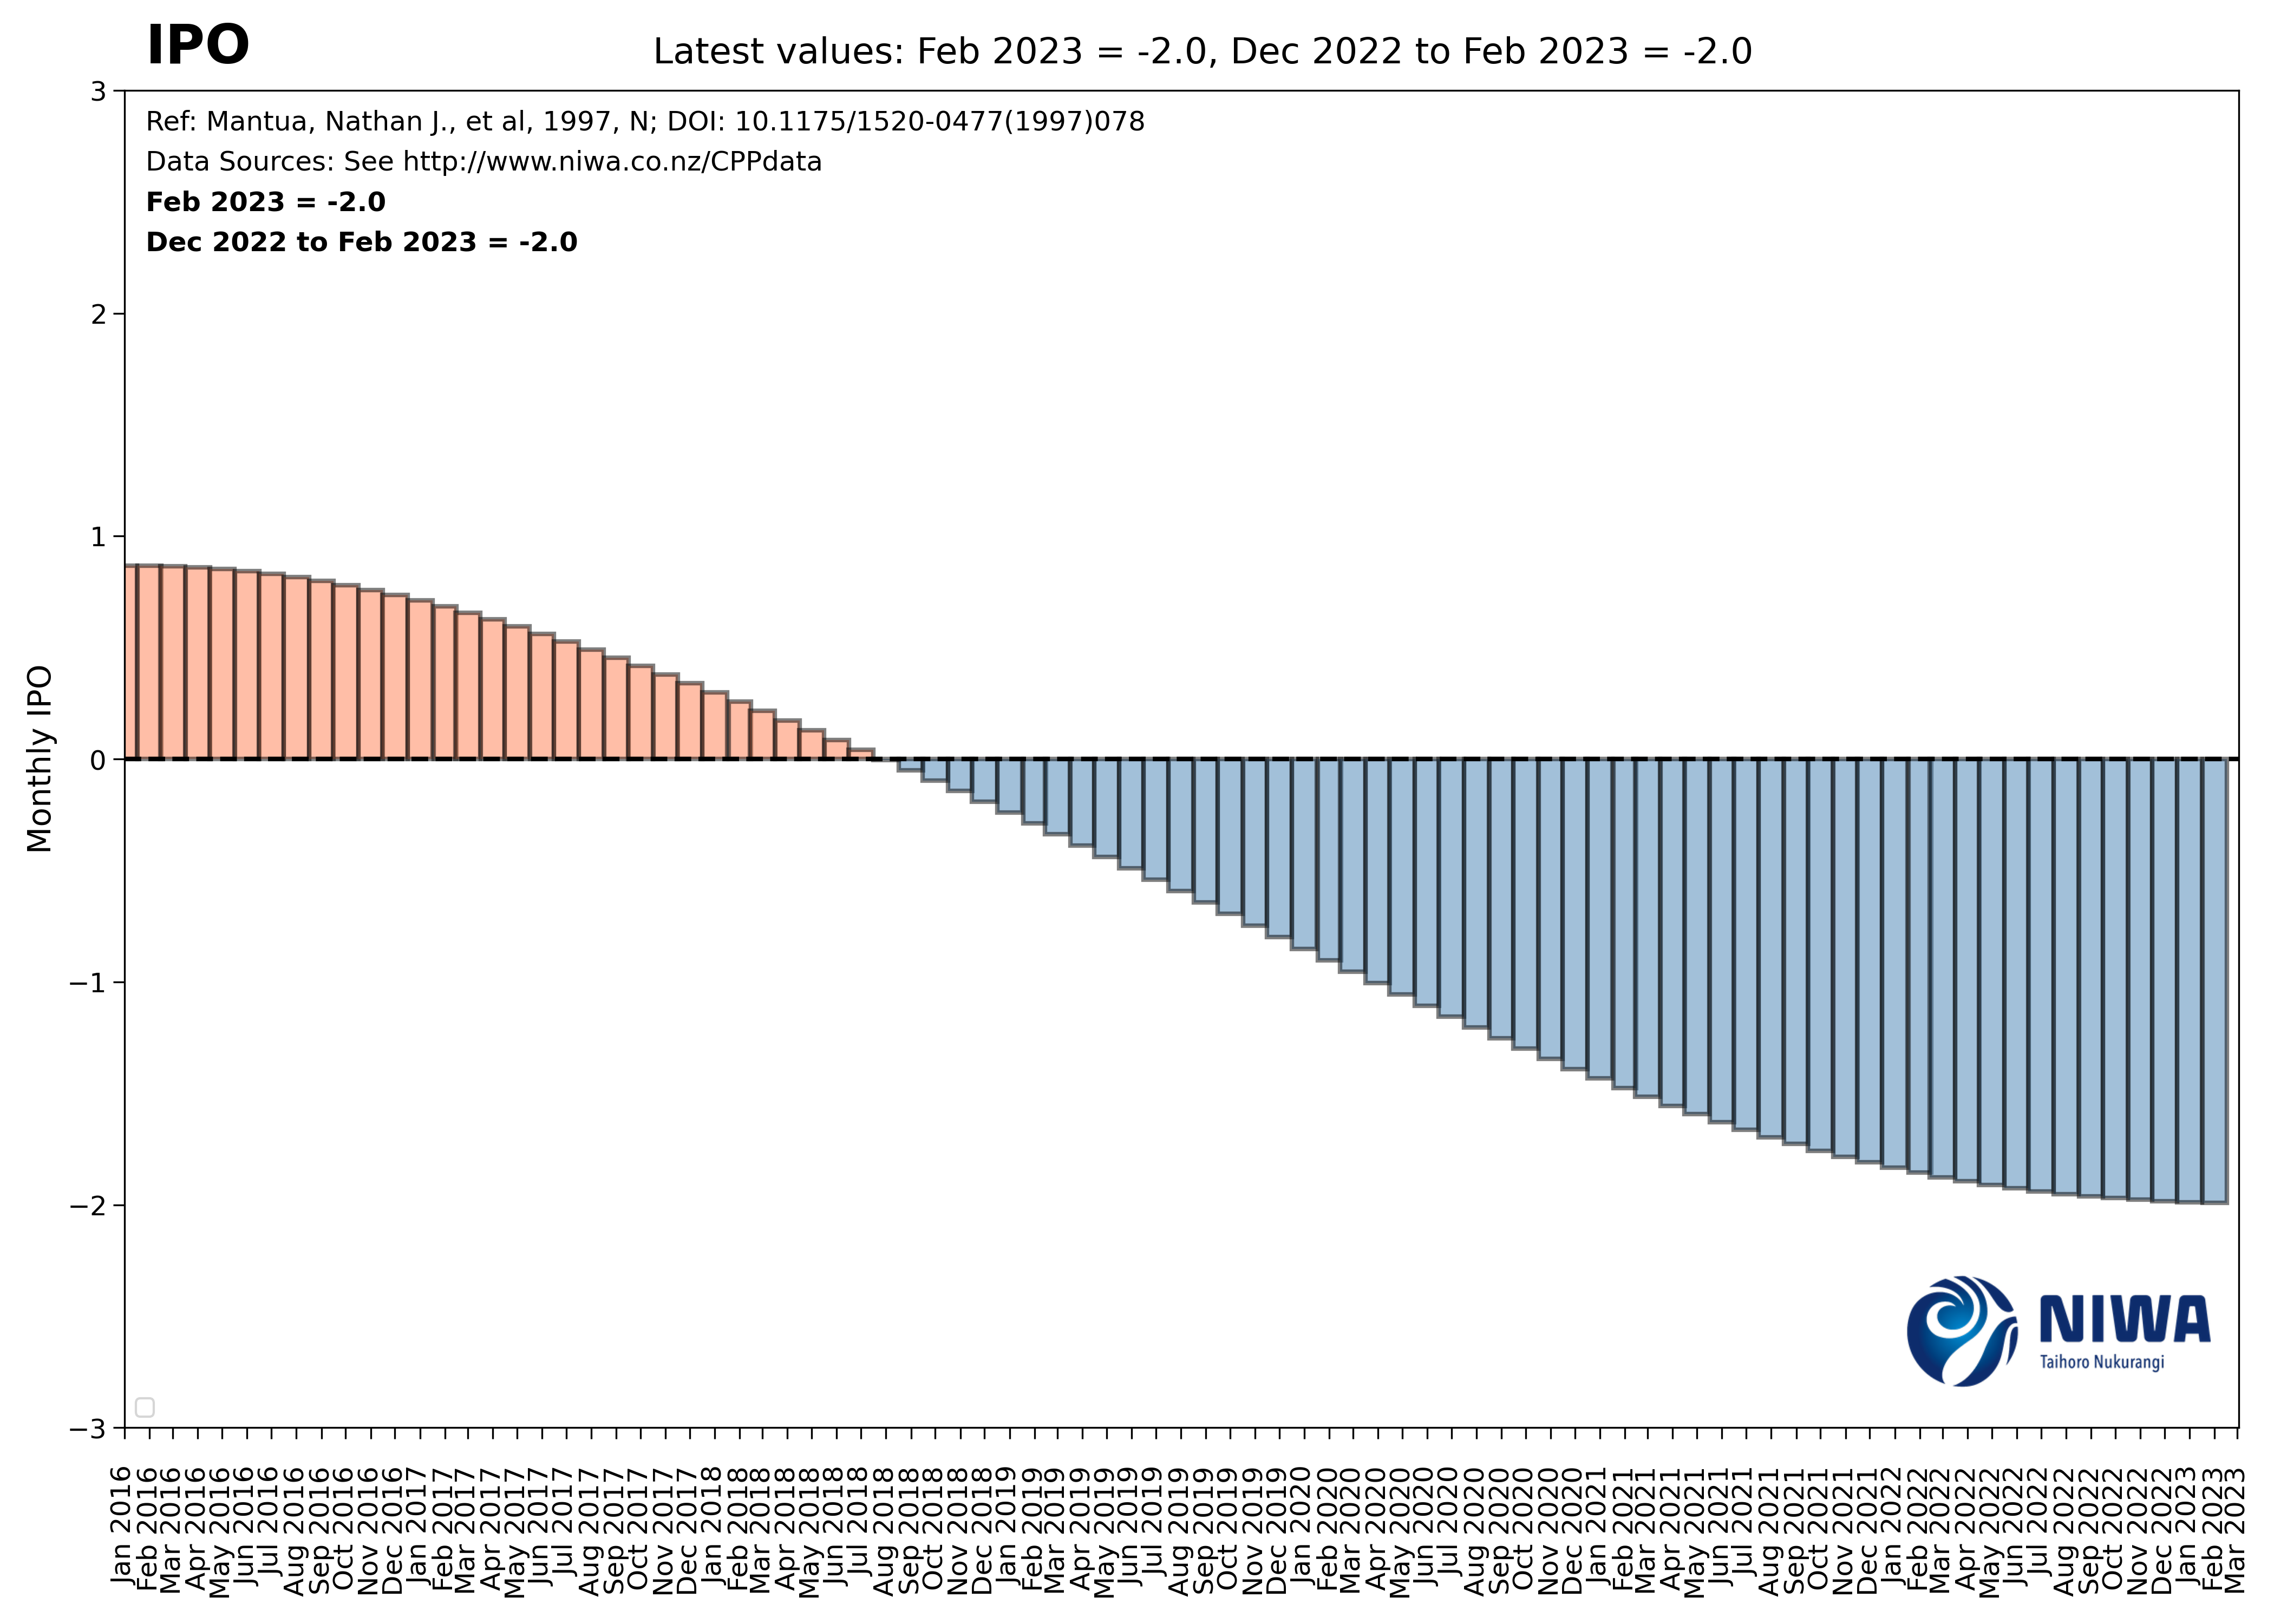 IPO
Latest values: Feb 2023 = -2.0, Dec 2022 to Feb 2023 = -2.0
Ref: Mantua, Nathan J., et al, 1997, N; DOI: 10.1175/1520-0477(1997)078
Data Sources: See http://www.niwa.co.nz/CPPdata
Feb 2023 = -2.0
Dec 2022 to Feb 2023 = -2.0
Monthly IPO
3
2
1
0
−1
−2
−3
NIWA
Taihoro Nukurangi
Jan 2016
Feb 2016
Mar 2016
Apr 2016
May 2016
Jun 2016
Jul 2016
Aug 2016
Sep 2016
Oct 2016
Nov 2016
Dec 2016
Jan 2017
Feb 2017
Mar 2017
Apr 2017
May 2017
Jun 2017
Jul 2017
Aug 2017
Sep 2017
Oct 2017
Nov 2017
Dec 2017
Jan 2018
Feb 2018
Mar 2018
Apr 2018
May 2018
Jun 2018
Jul 2018
Aug 2018
Sep 2018
Oct 2018
Nov 2018
Dec 2018
Jan 2019
Feb 2019
Mar 2019
Apr 2019
May 2019
Jun 2019
Jul 2019
Aug 2019
Sep 2019
Oct 2019
Nov 2019
Dec 2019
Jan 2020
Feb 2020
Mar 2020
Apr 2020
May 2020
Jun 2020
Jul 2020
Aug 2020
Sep 2020
Oct 2020
Nov 2020
Dec 2020
Jan 2021
Feb 2021
Mar 2021
Apr 2021
May 2021
Jun 2021
Jul 2021
Aug 2021
Sep 2021
Oct 2021
Nov 2021
Dec 2021
Jan 2022
Feb 2022
Mar 2022
Apr 2022
May 2022
Jun 2022
Jul 2022
Aug 2022
Sep 2022
Oct 2022
Nov 2022
Dec 2022
Jan 2023
Feb 2023
Mar 2023